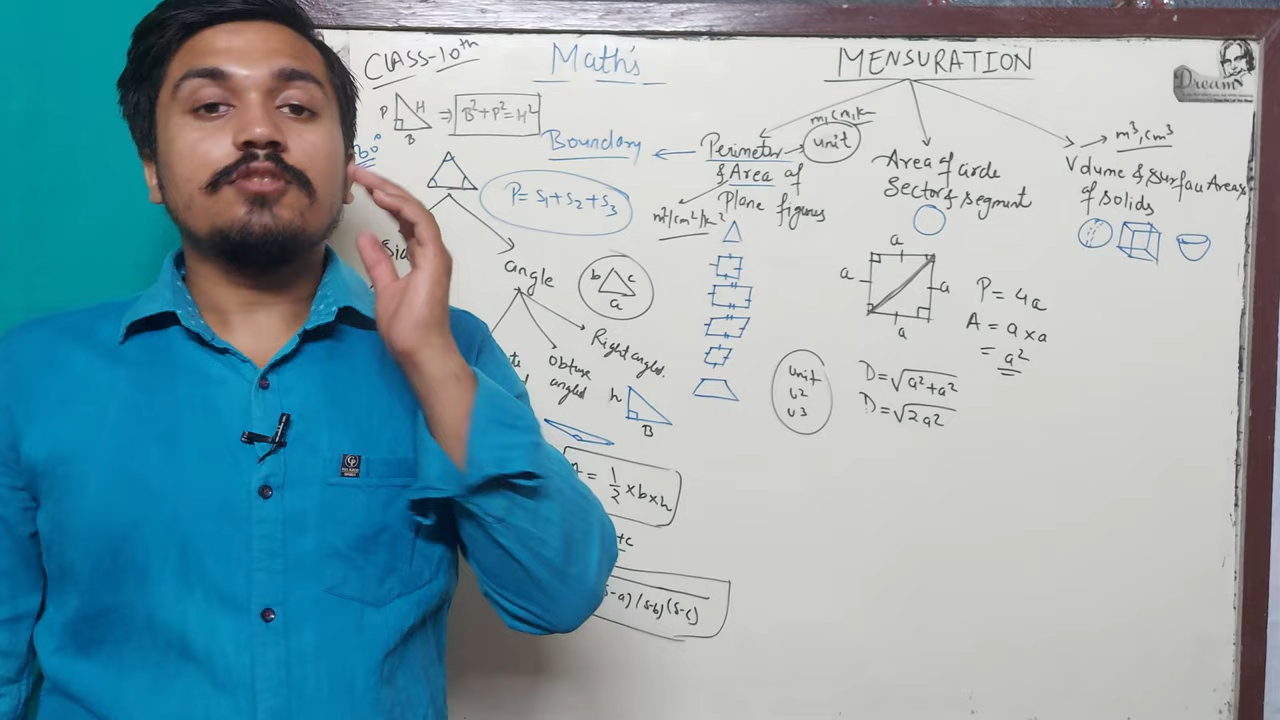 CLASS-10th
Maths
MENSURATION
Dream
P H B ⇒ B²+P²=H²
Boundary
m, cm, k
unit
Perimeter
& Area of
Plane figures
m²/cm²/k²
Area of circle
Sector & segment
m³, cm³
Volume & Surface Areas
of solids
P = S₁+S₂+S₃
angle
b c
a
Right angled.
obtuse
angled
h
B
= 1/2 ×b×h
+c
s-a)(s-b)(s-c)
a
a
a
a
P = 4a
A = a×a
= a²
unit
u2
u3
D=√a²+a²
D=√2a²